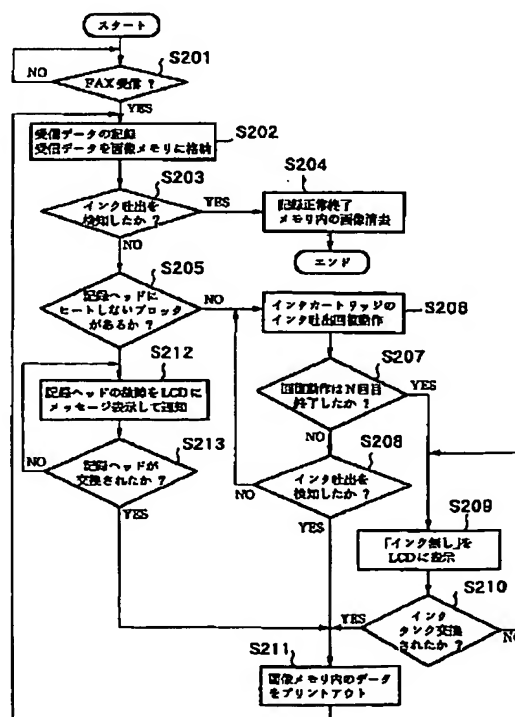 スタート
S201
NO
FAX受信?
YES
S202
受信データの記録
受信データを画像メモリに格納
S203
インク吐出を
検知したか?
YES
NO
S204
記録正常終了
メモリ内の画像消去
エンド
S205
記録ヘッドに
ヒートしないブロック
があるか?
NO
S206
インクカートリッジの
インク吐出回復動作
S207
回復動作はN回目
終了したか?
YES
NO
S208
インク吐出を
検知したか?
NO
YES
S212
記録ヘッドの故障をLCDに
メッセージ表示して通知
S213
記録ヘッドが
交換されたか?
NO
YES
S209
「インク無し」を
LCDに表示
S210
インク
タンク交換
されたか?
YES
NO
S211
画像メモリ内のデータ
をプリントアウト